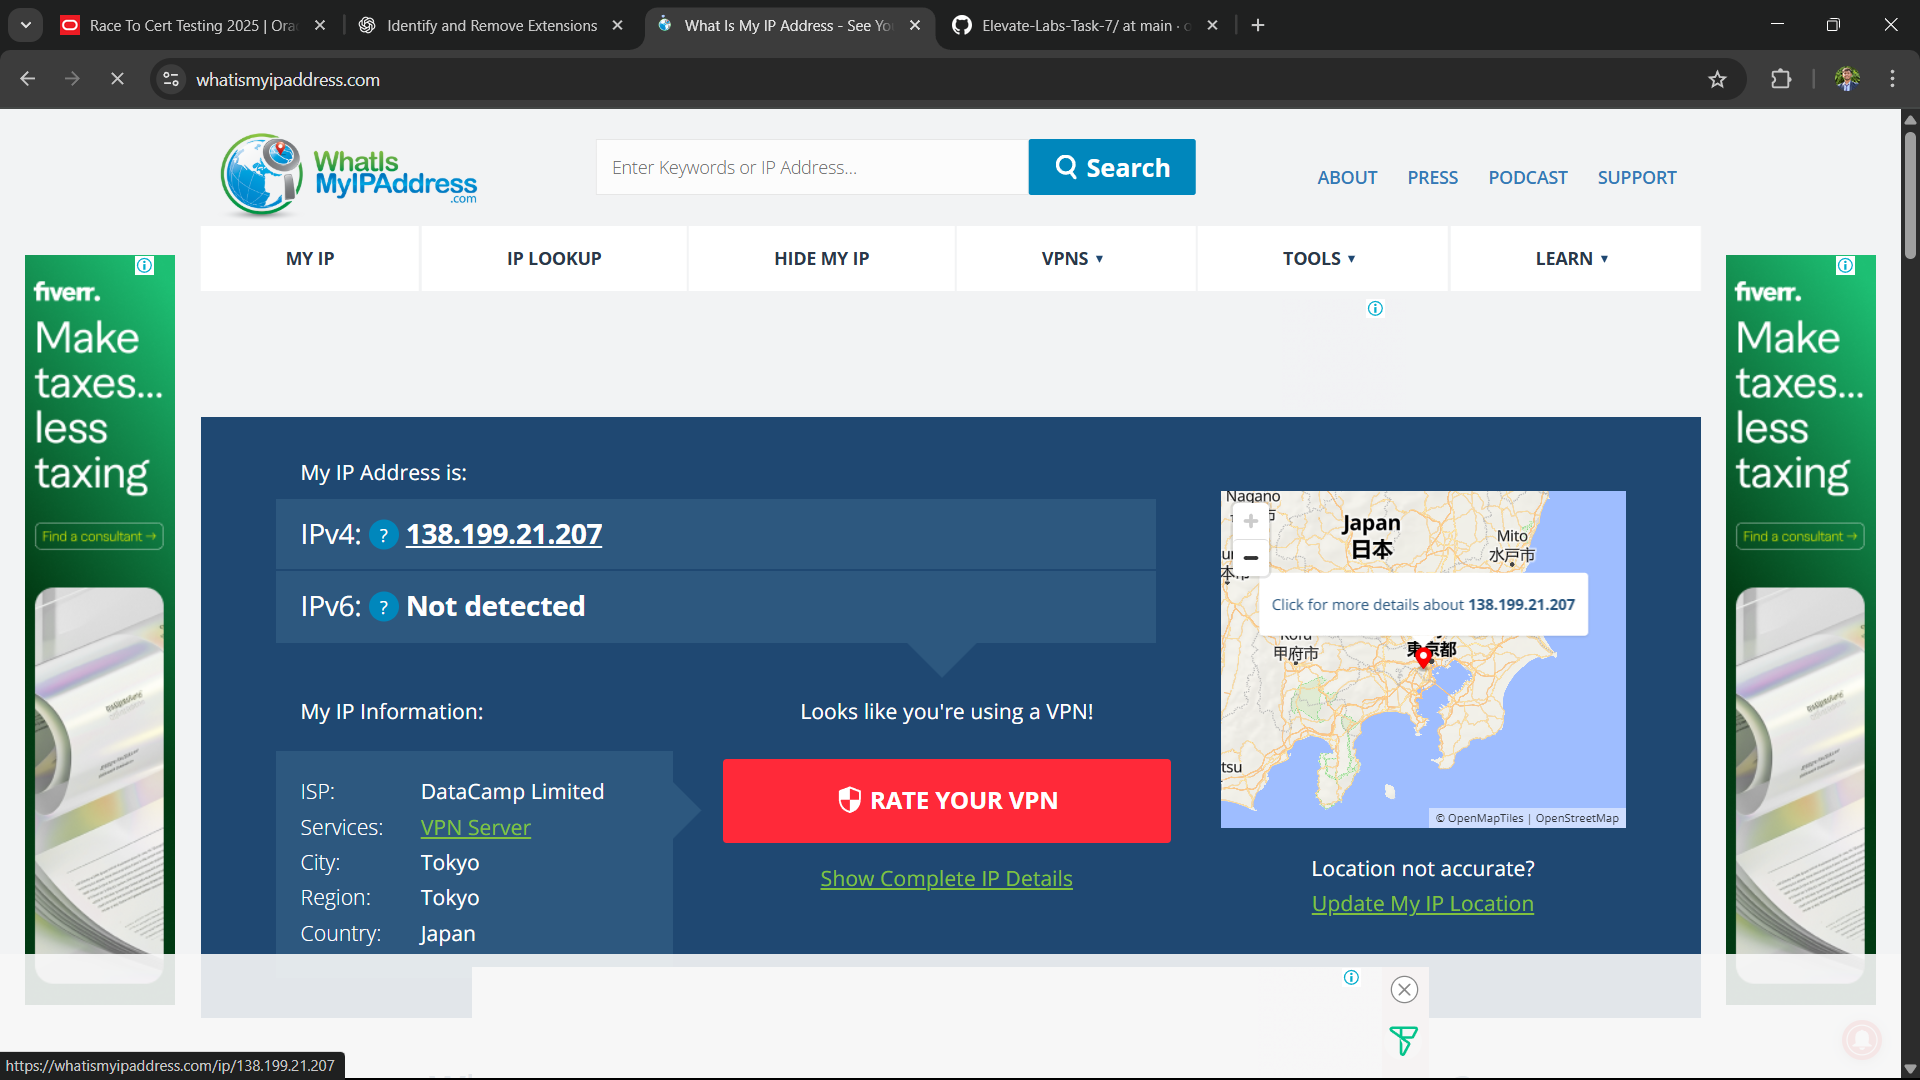 Race To Cert Testing 2025 | Ora
Identify and Remove Extensions
What Is My IP Address - See Yo
Elevate-Labs-Task-7/ at main · o
whatismyipaddress.com
WhatIs
MyIPAddress
.com
Enter Keywords or IP Address...
Search
ABOUT
PRESS
PODCAST
SUPPORT
MY IP
IP LOOKUP
HIDE MY IP
VPNS ▾
TOOLS ▾
LEARN ▾
fiverr.
Make
taxes...
less
taxing
Find a consultant →
My IP Address is:
IPv4: ? 138.199.21.207
IPv6: ? Not detected
My IP Information:
ISP: DataCamp Limited
Services: VPN Server
City: Tokyo
Region: Tokyo
Country: Japan
Looks like you're using a VPN!
RATE YOUR VPN
Show Complete IP Details
Nagano
Japan
日本
Mito
水戸市
Click for more details about 138.199.21.207
甲府市
東京都
tsu
© OpenMapTiles | OpenStreetMap
Location not accurate?
Update My IP Location
fiverr.
Make
taxes...
less
taxing
Find a consultant →
https://whatismyipaddress.com/ip/138.199.21.207